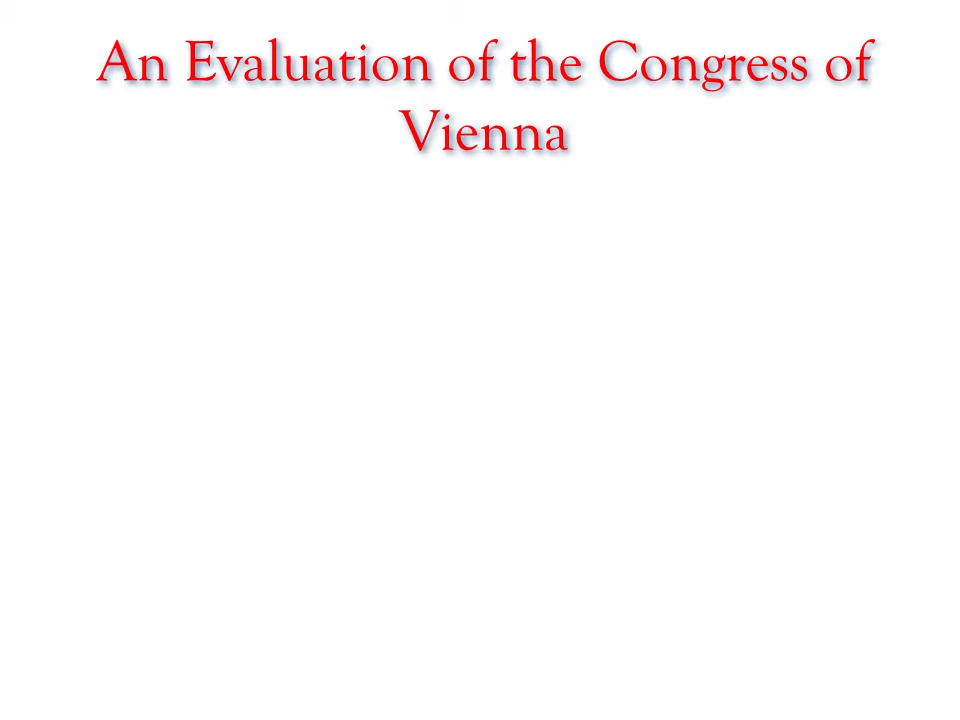 An Evaluation of the Congress of
Vienna